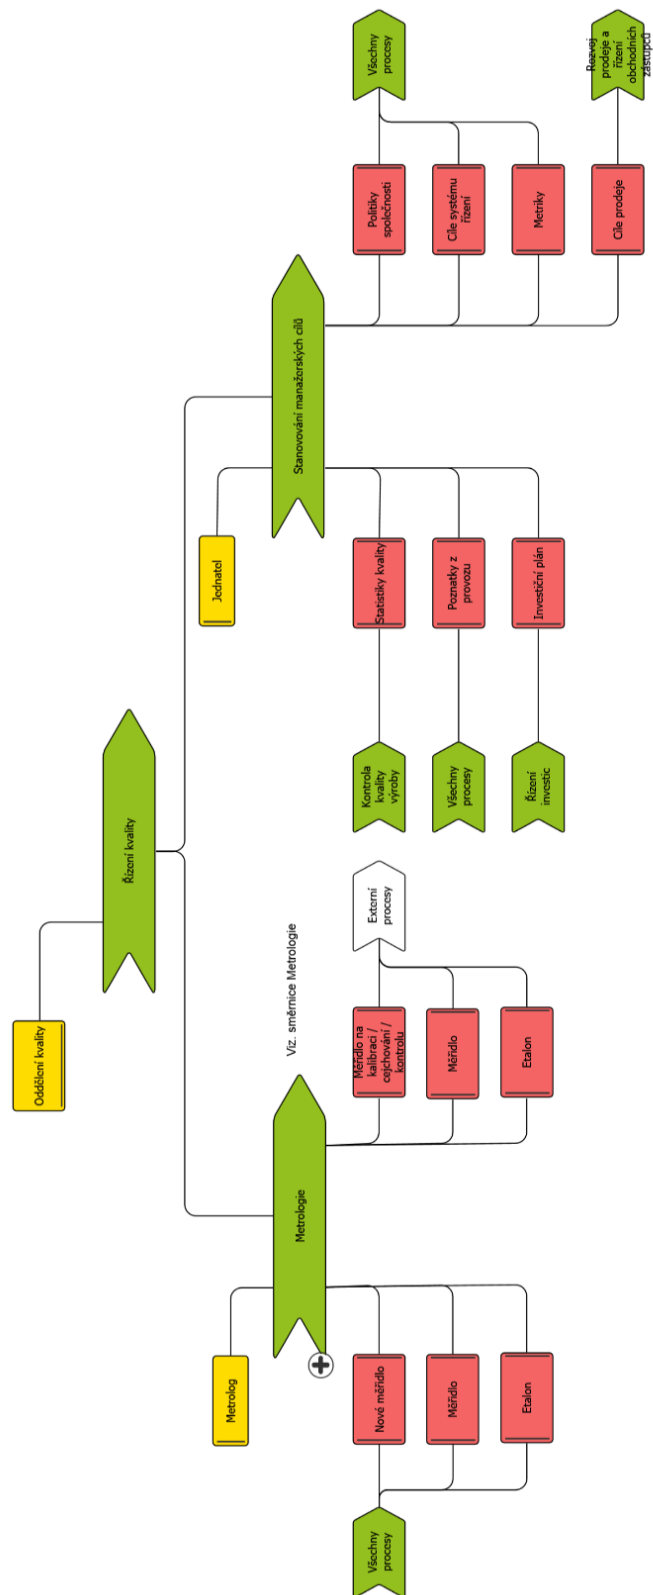 Oddělení kvality
Řízení kvality
Metrolog
Jednatel
Metrologie
Viz. směrnice Metrologie
Stanovování manažerských cílů
Všechny
procesy
Nové měřidlo
Měřidlo
Etalon
Měřidlo na
kalibraci /
cejchování /
kontrolu
Měřidlo
Etalon
Externí
procesy
Kontrola
kvality
výroby
Všechny
procesy
Řízení
investic
Statistiky kvality
Poznatky z
provozu
Investiční plán
Politiky
společnosti
Cíle systému
řízení
Metriky
Cíle prodeje
Všechny
procesy
Rozvoj
prodeje a
řízení
obchodních
zástupců